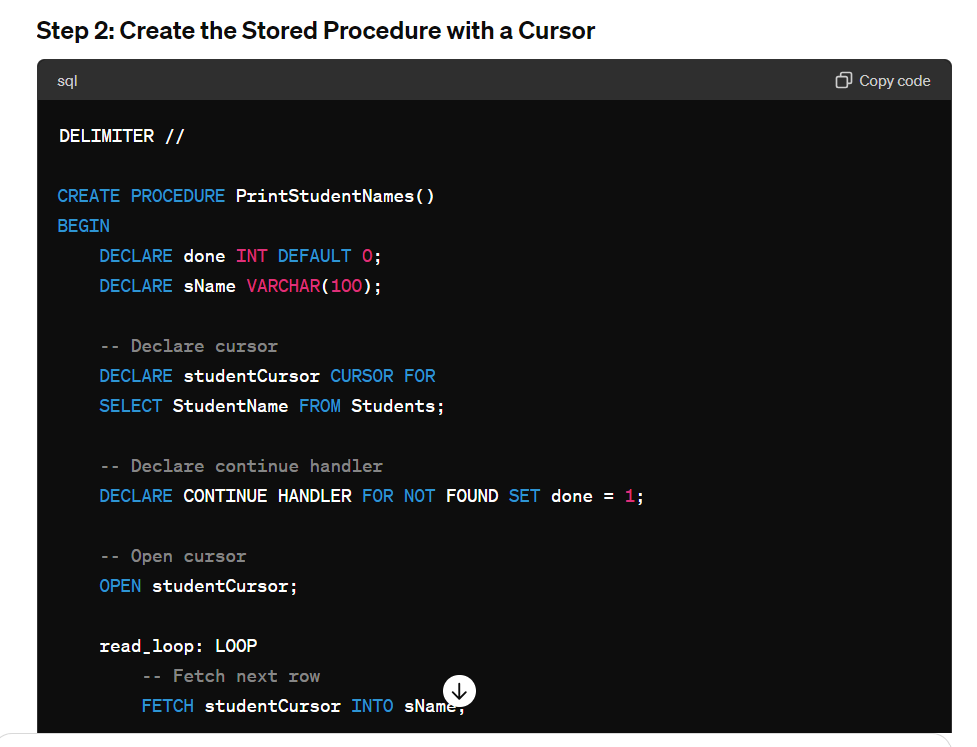 Step 2: Create the Stored Procedure with a Cursor
sql
Copy code
DELIMITER //
CREATE PROCEDURE PrintStudentNames()
BEGIN
    DECLARE done INT DEFAULT 0;
    DECLARE sName VARCHAR(100);
    -- Declare cursor
    DECLARE studentCursor CURSOR FOR
    SELECT StudentName FROM Students;
    -- Declare continue handler
    DECLARE CONTINUE HANDLER FOR NOT FOUND SET done = 1;
    -- Open cursor
    OPEN studentCursor;
    read_loop: LOOP
        -- Fetch next row
        FETCH studentCursor INTO sName;